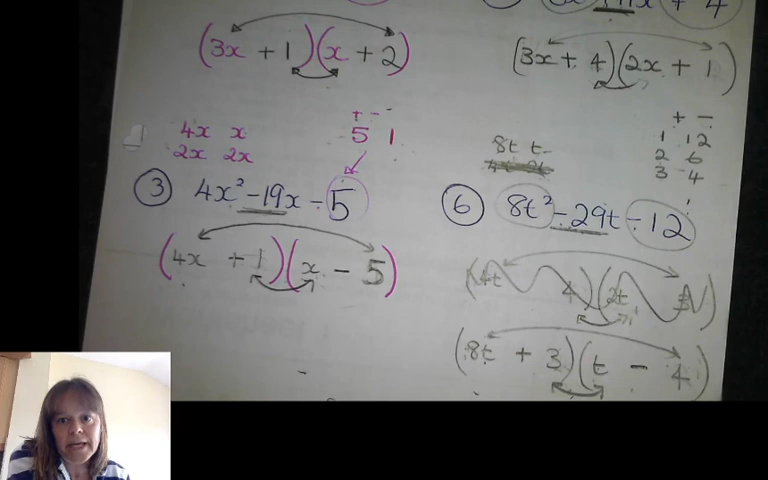 (3x + 1)(x + 2)
4x x
2x 2x
+ -
5 1
③ 4x² - 19x - 5
(4x + 1)(x - 5)
(3x + 4)(2x + 1)
8t t
+ -
1 12
2 6
3 4
⑥ 8t² - 29t - 12
(8t + 3)(t - 4)